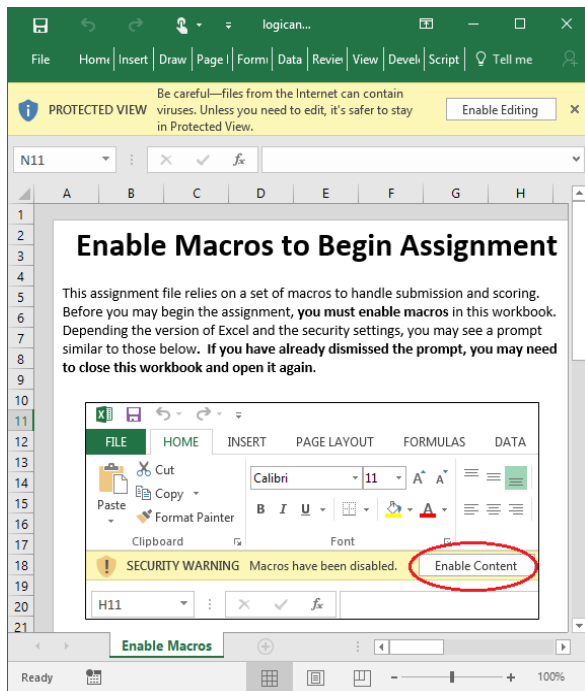 logican...
File Home Insert Draw Page I Formu Data Review View Develo Script Tell me
PROTECTED VIEW
Be careful—files from the Internet can contain
viruses. Unless you need to edit, it's safer to stay
in Protected View.
Enable Editing
N11 fx
A B C D E F G H
1
2
3
4
5
6
7
8
9
10
11
12
13
14
15
16
17
18
19
20
21
Enable Macros to Begin Assignment
This assignment file relies on a set of macros to handle submission and scoring.
Before you may begin the assignment, you must enable macros in this workbook.
Depending the version of Excel and the security settings, you may see a prompt
similar to those below. If you have already dismissed the prompt, you may need
to close this workbook and open it again.
FILE HOME INSERT PAGE LAYOUT FORMULAS DATA
Cut
Copy
Format Painter
Paste
Clipboard
Calibri 11 A A
B I U A
Font
SECURITY WARNING Macros have been disabled. Enable Content
H11 fx
Enable Macros
Ready 100%